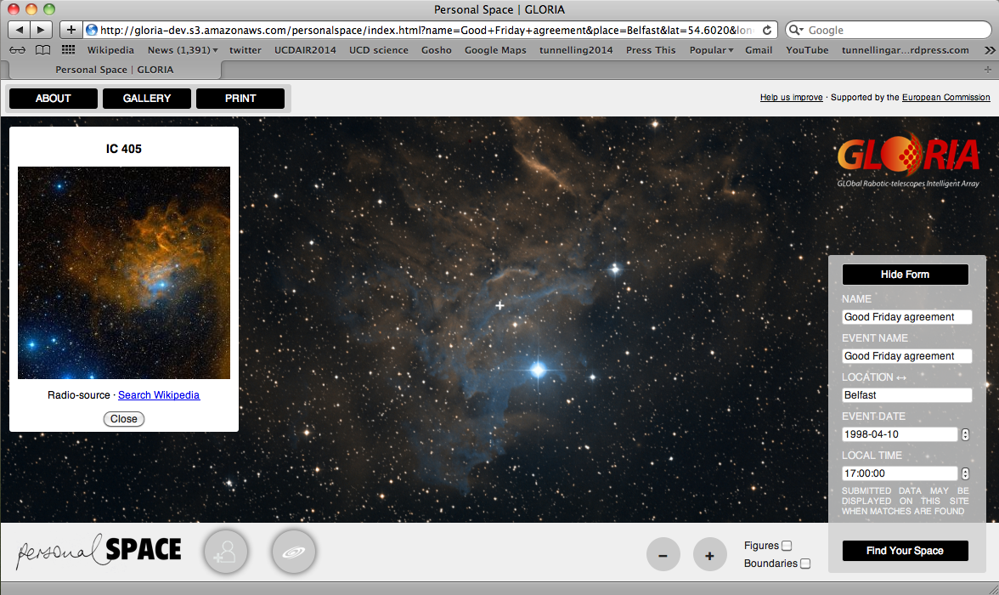 Personal Space | GLORIA
http://gloria-dev.s3.amazonaws.com/personalspace/index.html?name=Good+Friday+agreement&place=Belfast&lat=54.6020&lon
Google
Wikipedia News (1,391) twitter UCDAIR2014 UCD science Gosho Google Maps tunnelling2014 Press This Popular Gmail YouTube tunnellingar...rdpress.com
Personal Space | GLORIA
ABOUT GALLERY PRINT
Help us improve · Supported by the European Commission
IC 405
Radio-source · Search Wikipedia
Close
GLORIA
GLObal Robotic-telescopes Intelligent Array
Hide Form
NAME
Good Friday agreement
EVENT NAME
Good Friday agreement
LOCATION ↔
Belfast
EVENT DATE
1998-04-10
LOCAL TIME
17:00:00
SUBMITTED DATA MAY BE
DISPLAYED ON THIS SITE
WHEN MATCHES ARE FOUND
Find Your Space
personal SPACE
– +
Figures
Boundaries